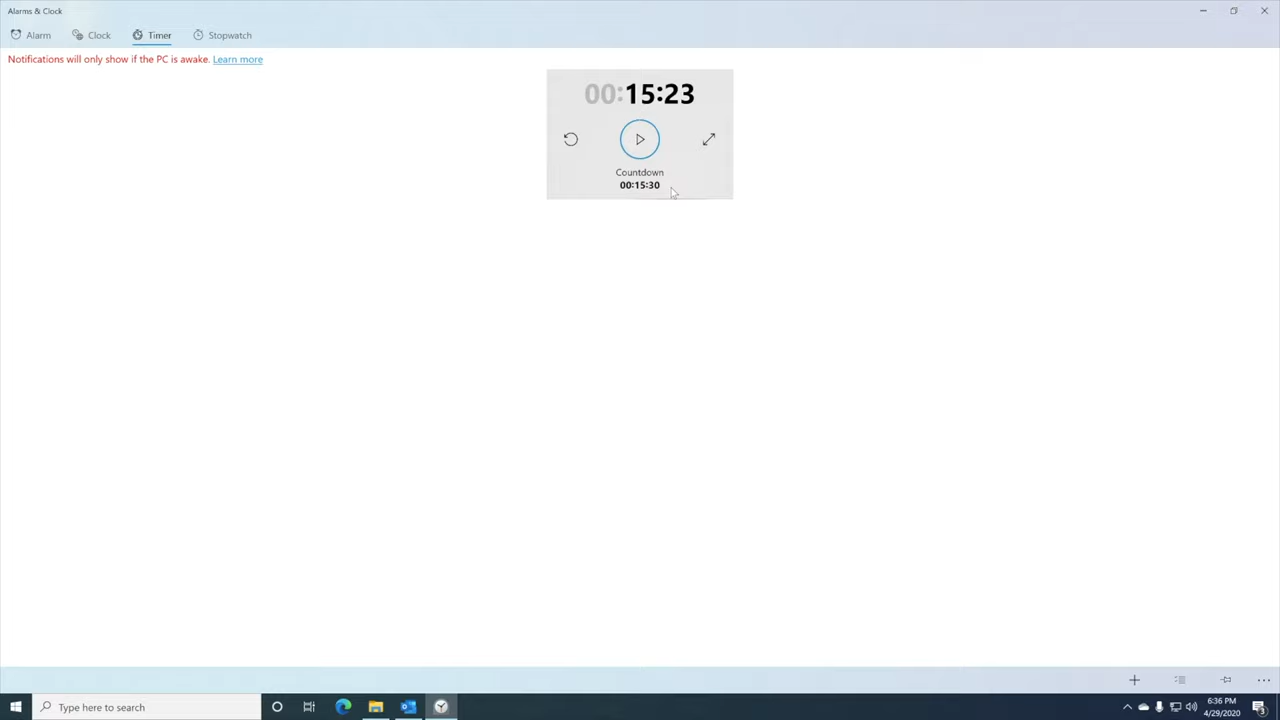 Alarms & Clock
Alarm Clock Timer Stopwatch
Notifications will only show if the PC is awake. Learn more
00:15:23
Countdown
00:15:30
Type here to search
6:36 PM
4/29/2020
3